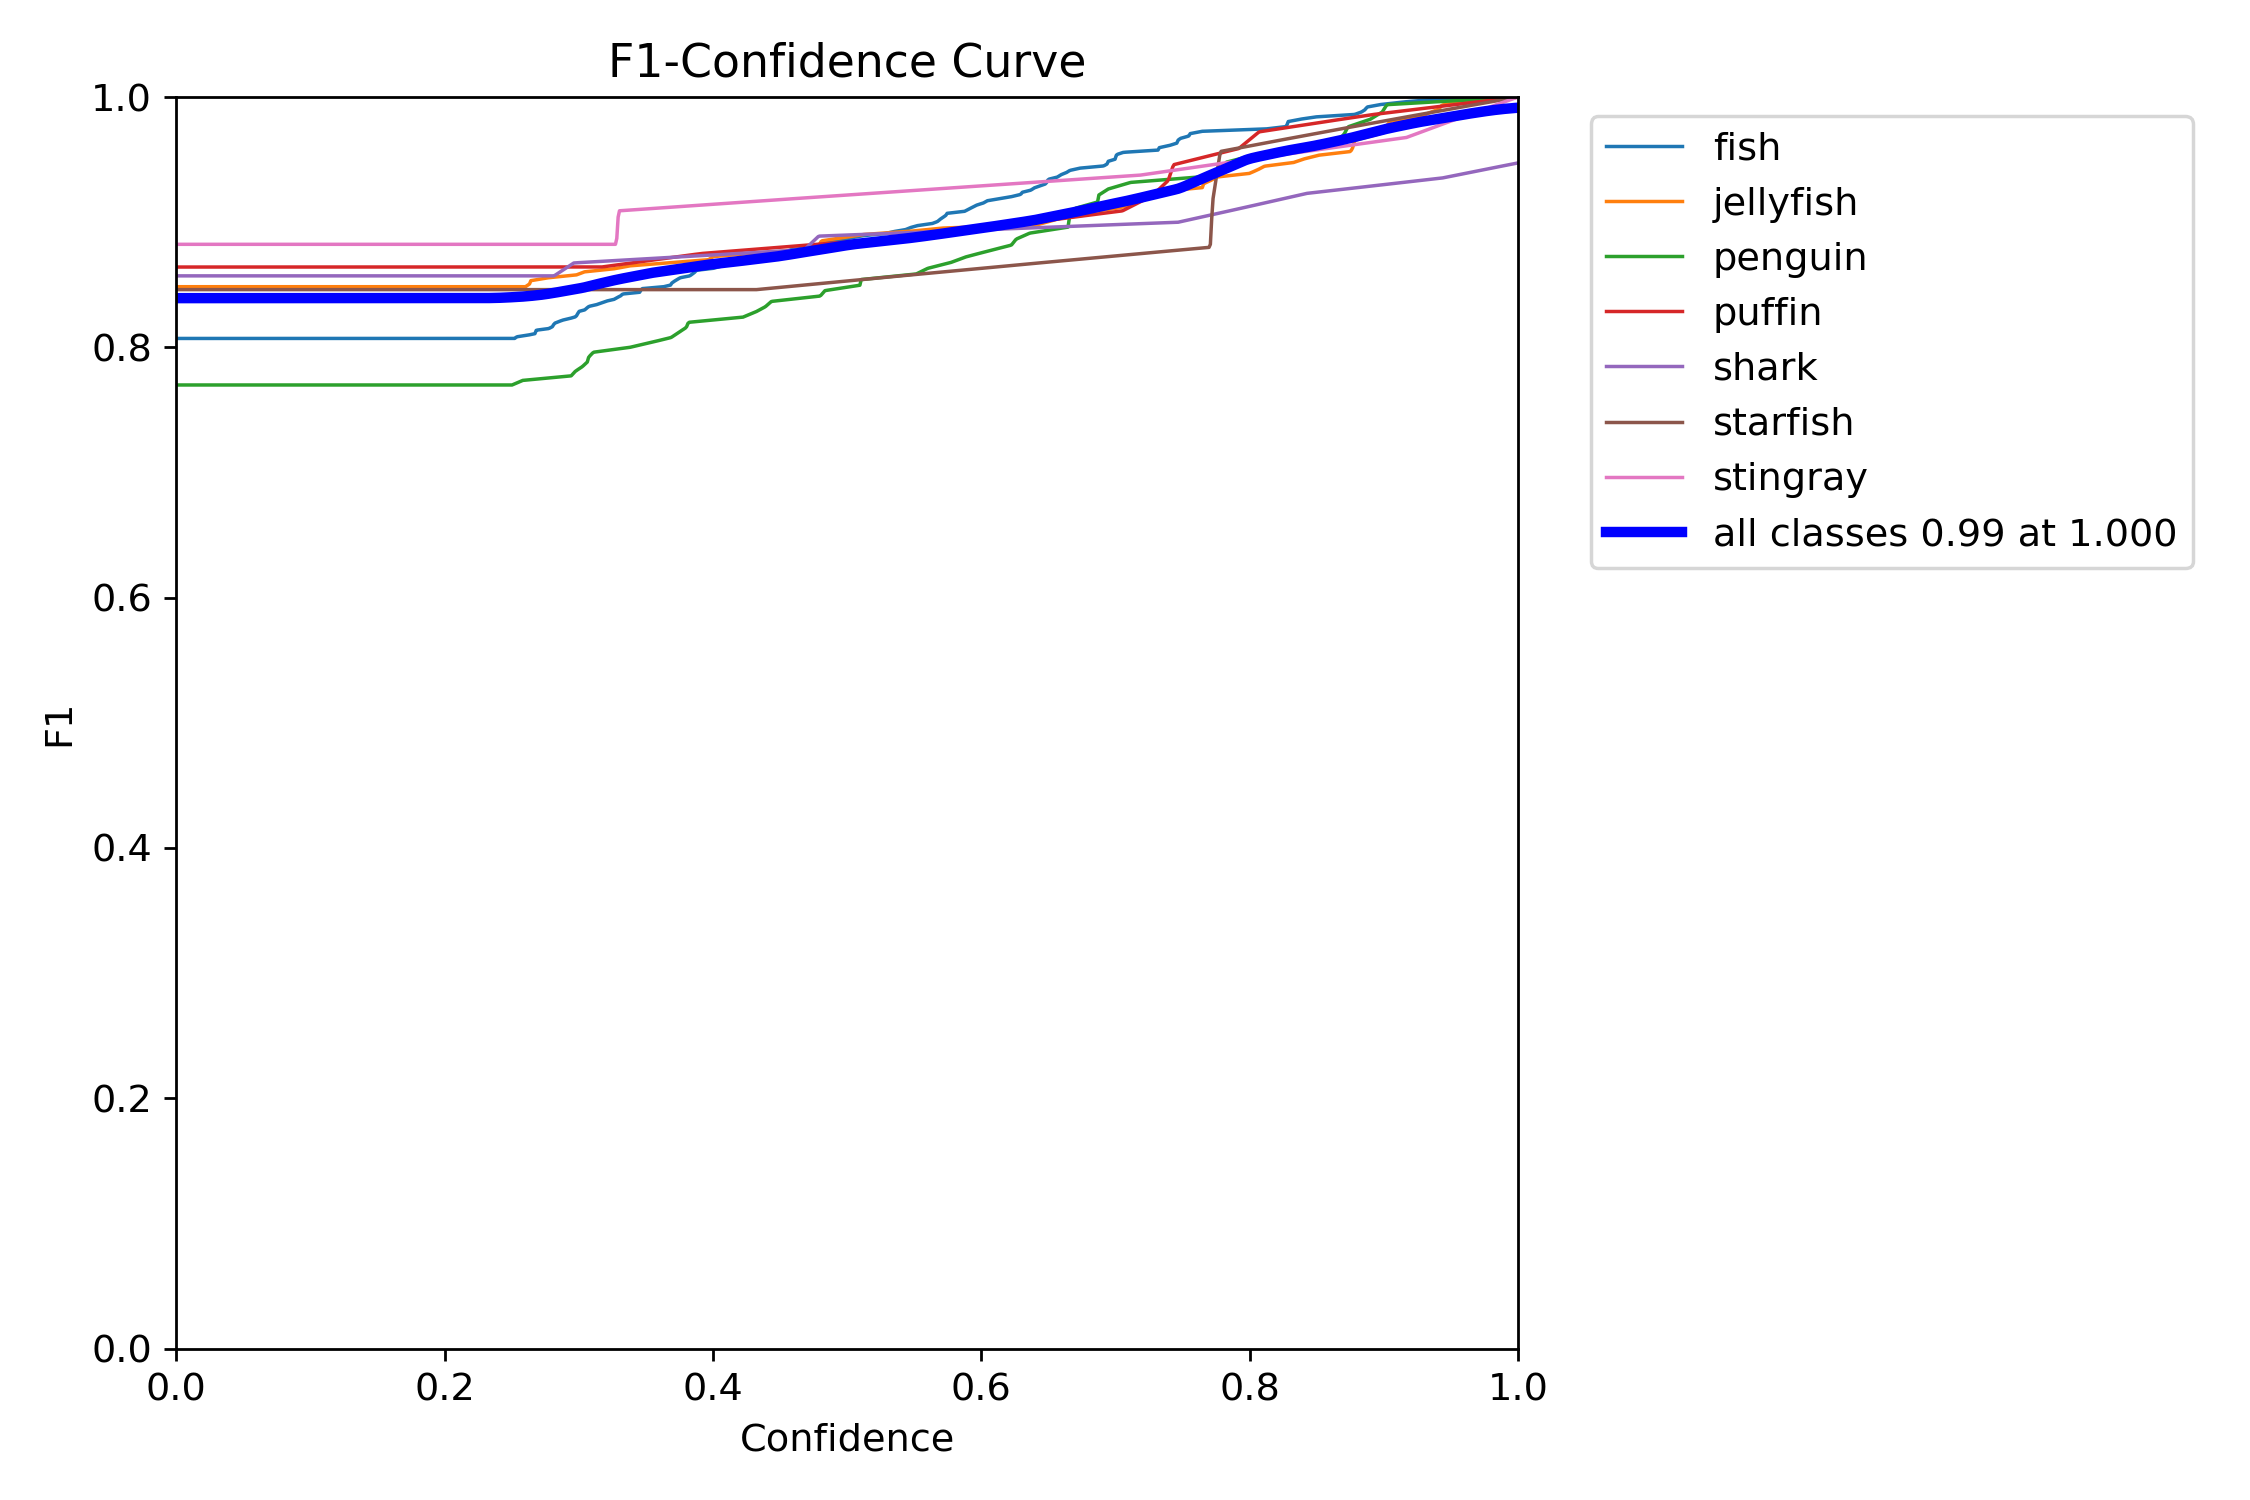 F1-Confidence Curve
1.0
0.8
0.6
0.4
0.2
0.0
F1
0.0 0.2 0.4 0.6 0.8 1.0
Confidence
fish
jellyfish
penguin
puffin
shark
starfish
stingray
all classes 0.99 at 1.000